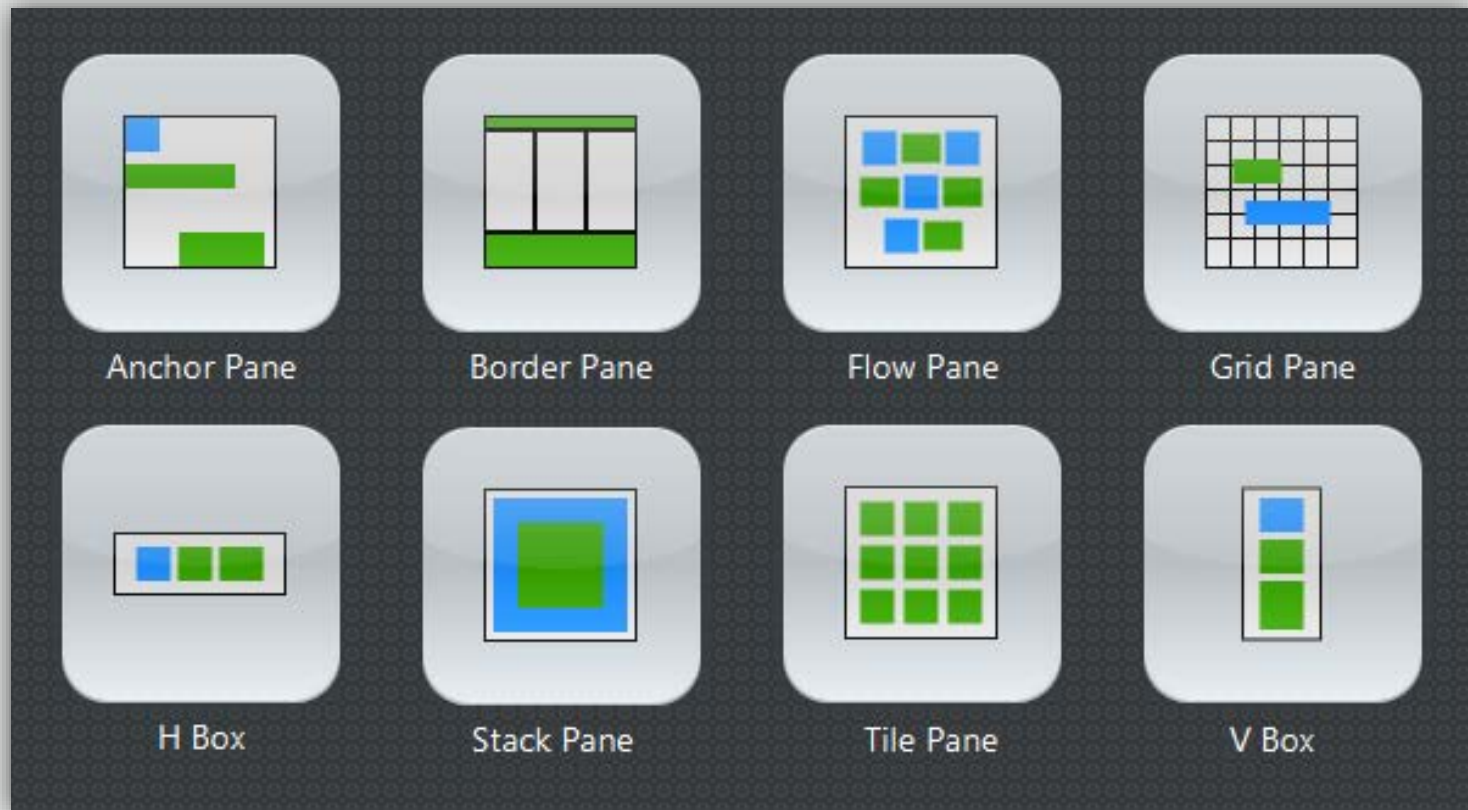 Anchor Pane
Border Pane
Flow Pane
Grid Pane
H Box
Stack Pane
Tile Pane
V Box